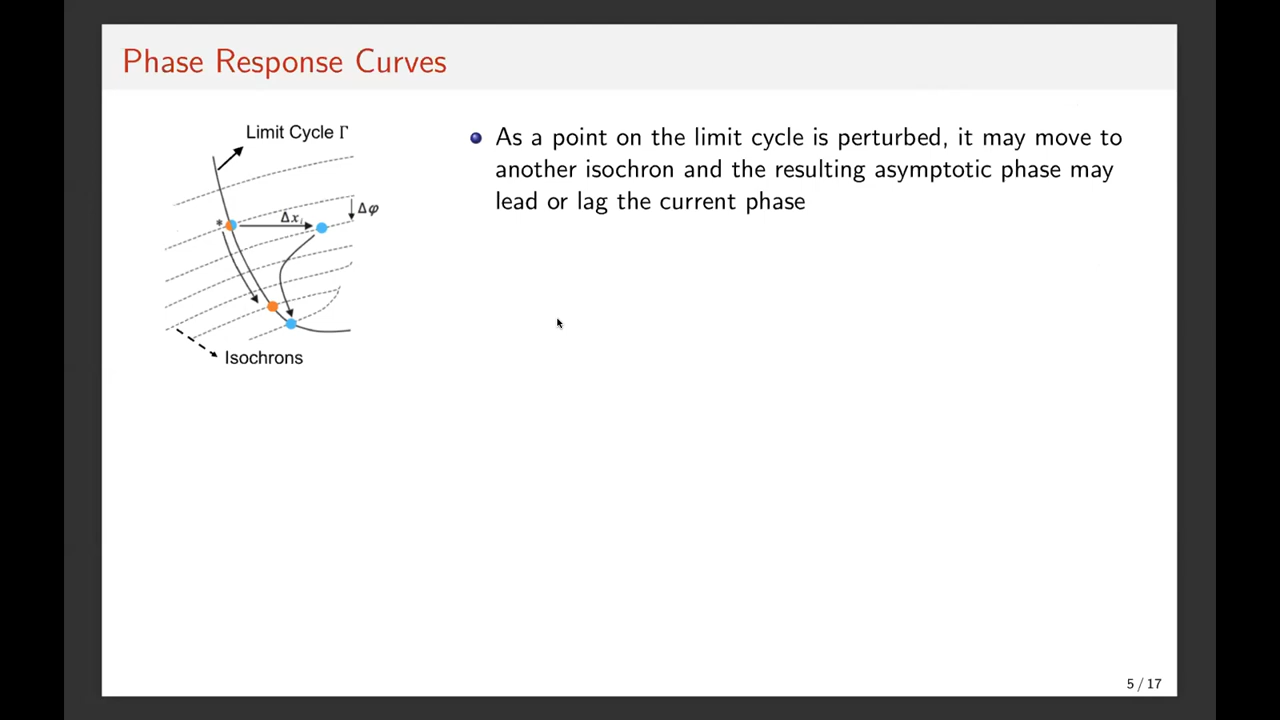 Phase Response Curves
Limit Cycle Γ
* Δx_i
Δφ
Isochrons
As a point on the limit cycle is perturbed, it may move to
another isochron and the resulting asymptotic phase may
lead or lag the current phase
5 / 17